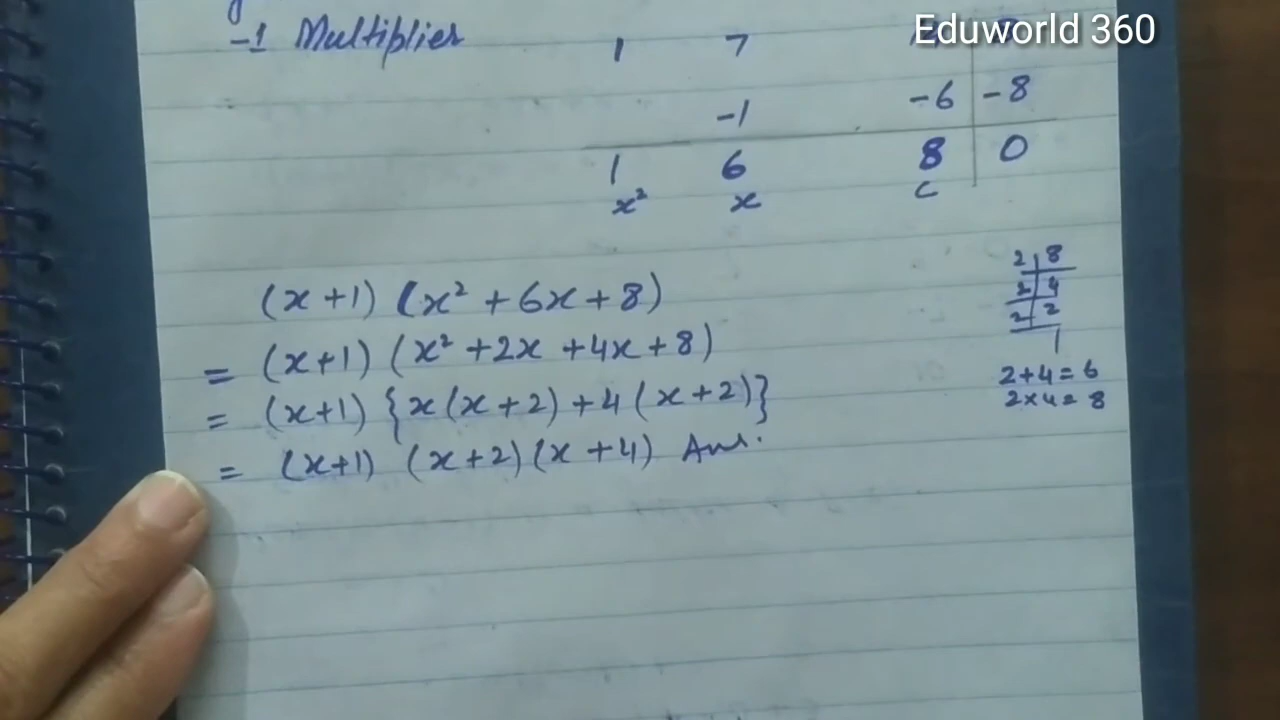 Eduworld 360
-1 Multiplier
1 7
-1 -6 -8
1 6 8 0
x² x c
(x+1) (x² + 6x + 8)
= (x+1) (x² + 2x + 4x + 8)
= (x+1) {x(x+2) + 4(x+2)}
= (x+1) (x+2)(x+4) Ans.
2 8
2 4
2 2
1
2+4=6
2×4=8